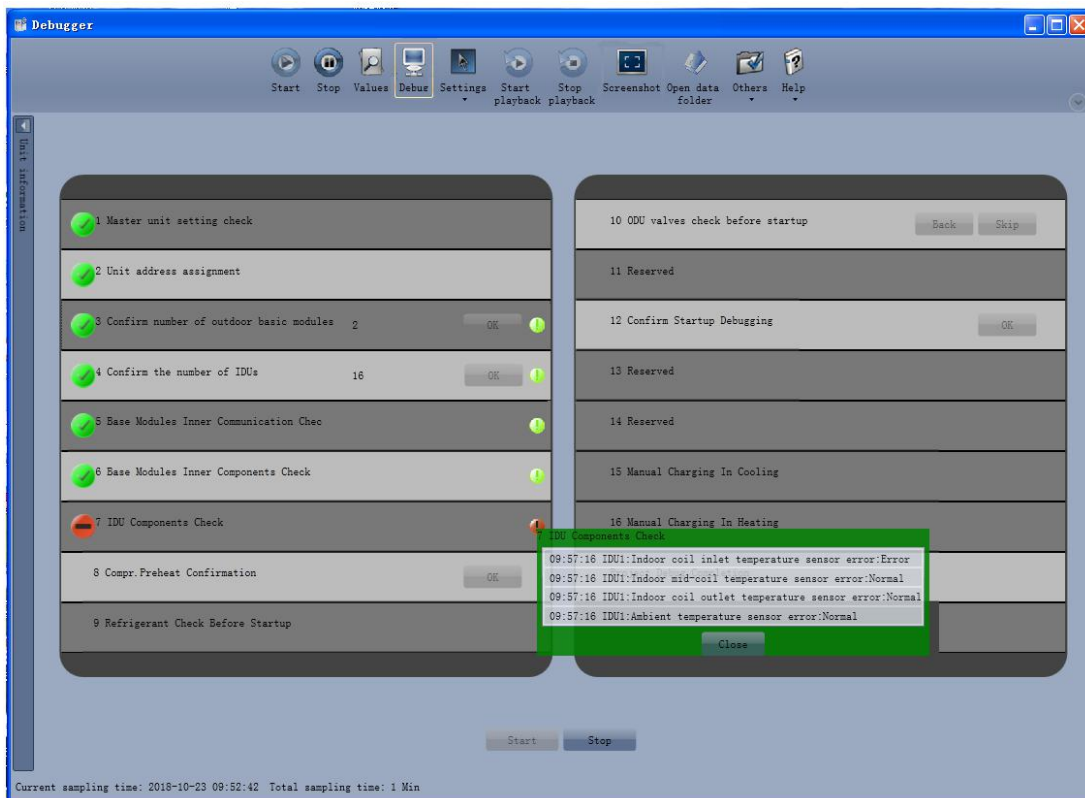 Debugger
Start Stop Values Debug Settings Start playback Stop playback Screenshot Open data folder Others Help
Unit information
1 Master unit setting check
2 Unit address assignment
3 Confirm number of outdoor basic modules 2 OK
4 Confirm the number of IDUs 16 OK
5 Base Modules Inner Communication Chec
6 Base Modules Inner Components Check
7 IDU Components Check
8 Compr.Preheat Confirmation OK
9 Refrigerant Check Before Startup
10 ODU valves check before startup Back Skip
11 Reserved
12 Confirm Startup Debugging OK
13 Reserved
14 Reserved
15 Manual Charging In Cooling
16 Manual Charging In Heating
7 IDU Components Check
09:57:16 IDU1:Indoor coil inlet temperature sensor error:Error
09:57:16 IDU1:Indoor mid-coil temperature sensor error:Normal
09:57:16 IDU1:Indoor coil outlet temperature sensor error:Normal
09:57:16 IDU1:Ambient temperature sensor error:Normal
Close
Start Stop
Current sampling time: 2018-10-23 09:52:42 Total sampling time: 1 Min